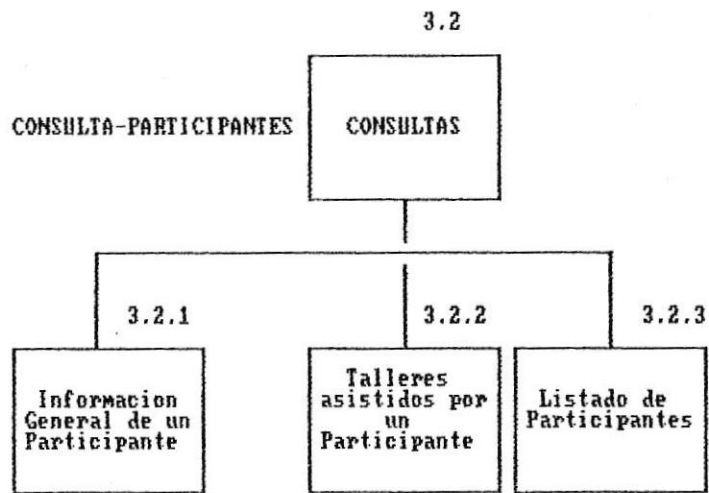 3.2
CONSULTA-PARTICIPANTES
CONSULTAS
3.2.1
3.2.2
3.2.3
Informacion
General de un
Participante
Talleres
asistidos por
un
Participante
Listado de
Participantes